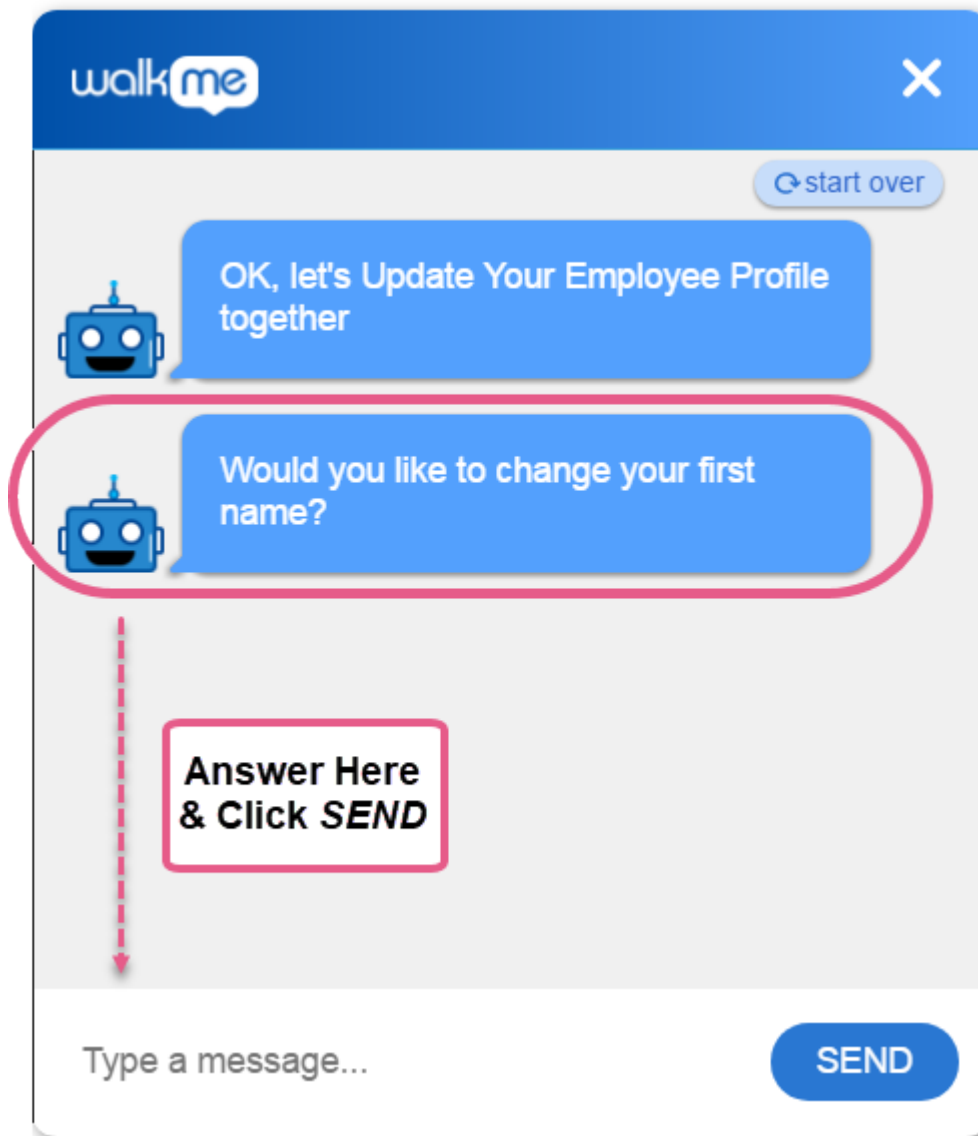 walkme
start over
OK, let's Update Your Employee Profile
together
Would you like to change your first
name?
Answer Here
& Click SEND
Type a message...
SEND